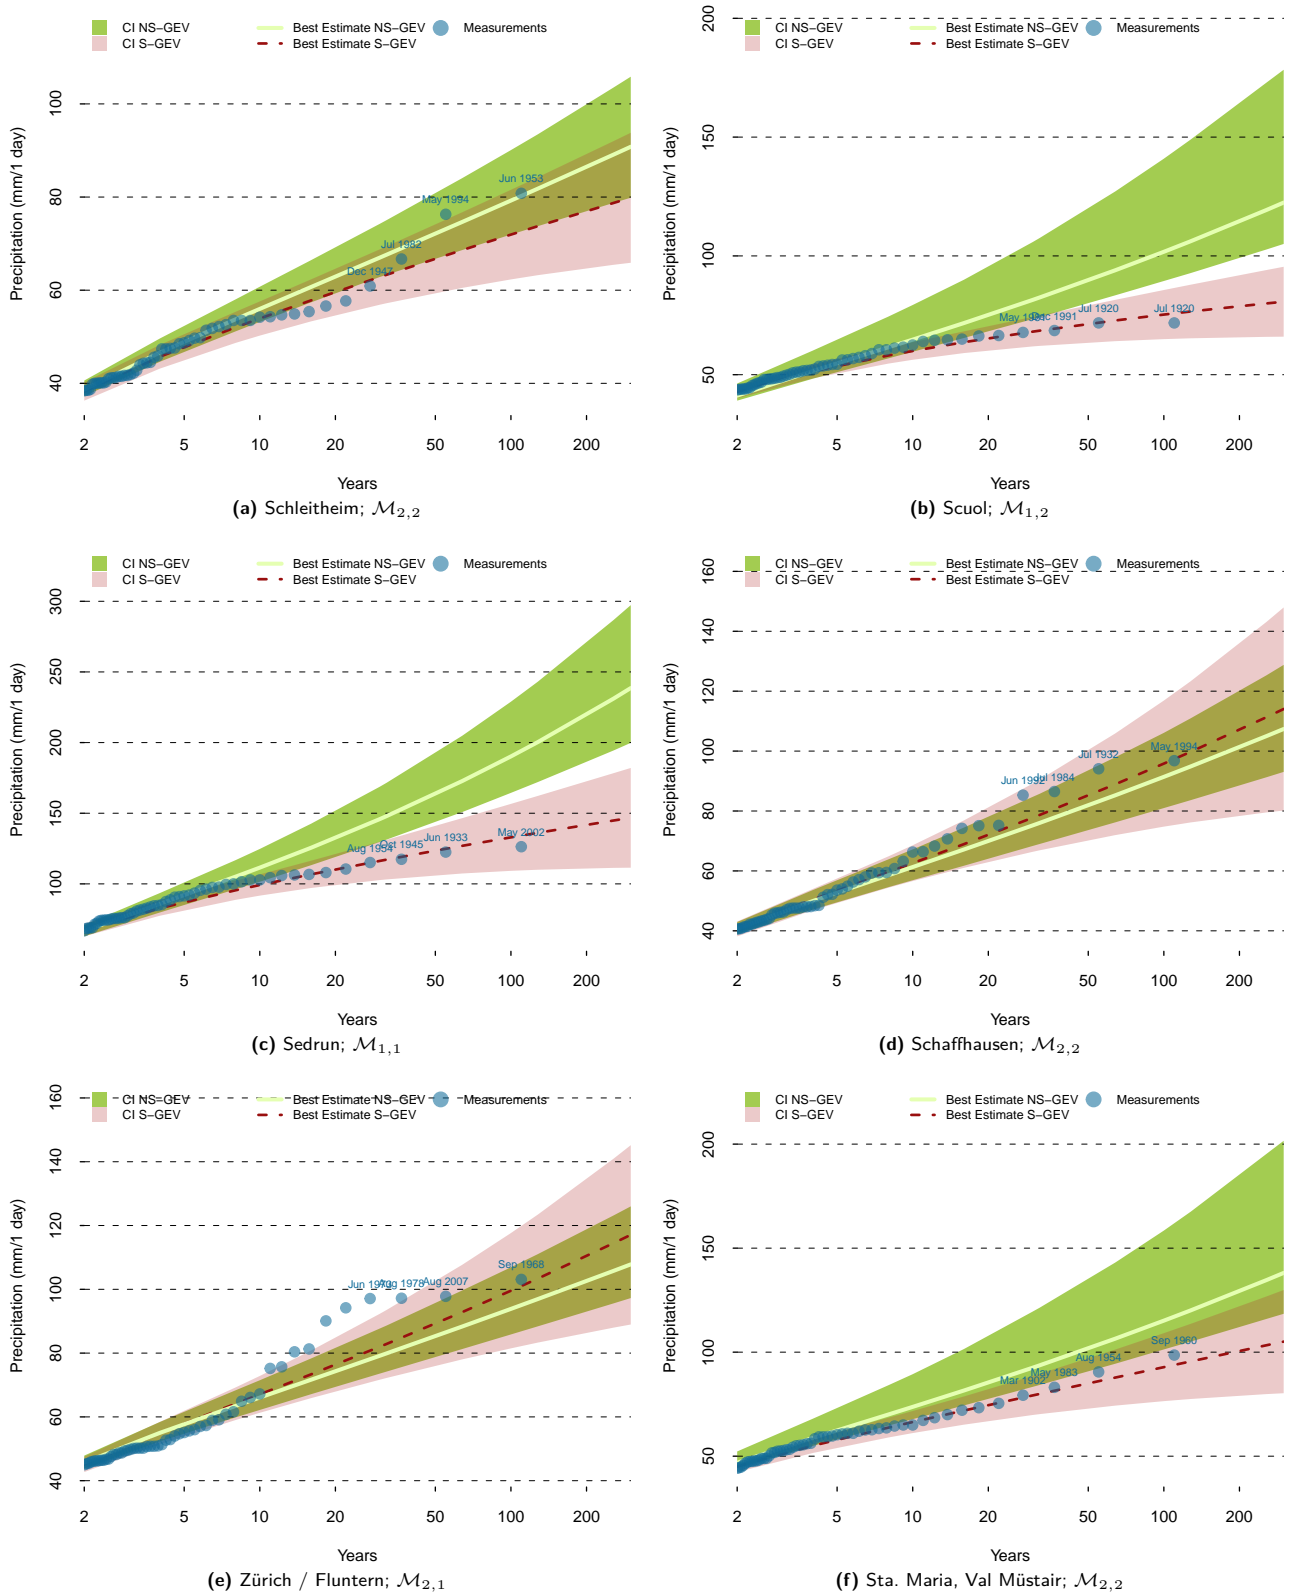 CI NS−GEV Best Estimate NS−GEV Measurements
CI S−GEV Best Estimate S−GEV
Precipitation (mm/1 day)
40 60 80 100
Dec 1947 Jul 1982 May 1994 Jun 1953
2 5 10 20 50 100 200
Years
(a) Schleitheim; M2,2
CI NS−GEV Best Estimate NS−GEV Measurements
CI S−GEV Best Estimate S−GEV
Precipitation (mm/1 day)
50 100 150 200
May 1981 Dec 1991 Jul 1920 Jul 1920
2 5 10 20 50 100 200
Years
(b) Scuol; M1,2
CI NS−GEV Best Estimate NS−GEV Measurements
CI S−GEV Best Estimate S−GEV
Precipitation (mm/1 day)
100 150 200 250 300
Aug 1954 Oct 1945 Jun 1933 May 2002
2 5 10 20 50 100 200
Years
(c) Sedrun; M1,1
CI NS−GEV Best Estimate NS−GEV Measurements
CI S−GEV Best Estimate S−GEV
Precipitation (mm/1 day)
40 60 80 100 120 140 160
Jun 1992 Jul 1984 Jul 1932 May 1994
2 5 10 20 50 100 200
Years
(d) Schaffhausen; M2,2
CI NS−GEV Best Estimate NS−GEV Measurements
CI S−GEV Best Estimate S−GEV
Precipitation (mm/1 day)
40 60 80 100 120 140 160
Jun Aug 1978 Aug 2007 Sep 1968
2 5 10 20 50 100 200
Years
(e) Zürich / Fluntern; M2,1
CI NS−GEV Best Estimate NS−GEV Measurements
CI S−GEV Best Estimate S−GEV
Precipitation (mm/1 day)
50 100 150 200
Mar 1902 May 1983 Aug 1954 Sep 1960
2 5 10 20 50 100 200
Years
(f) Sta. Maria, Val Müstair; M2,2